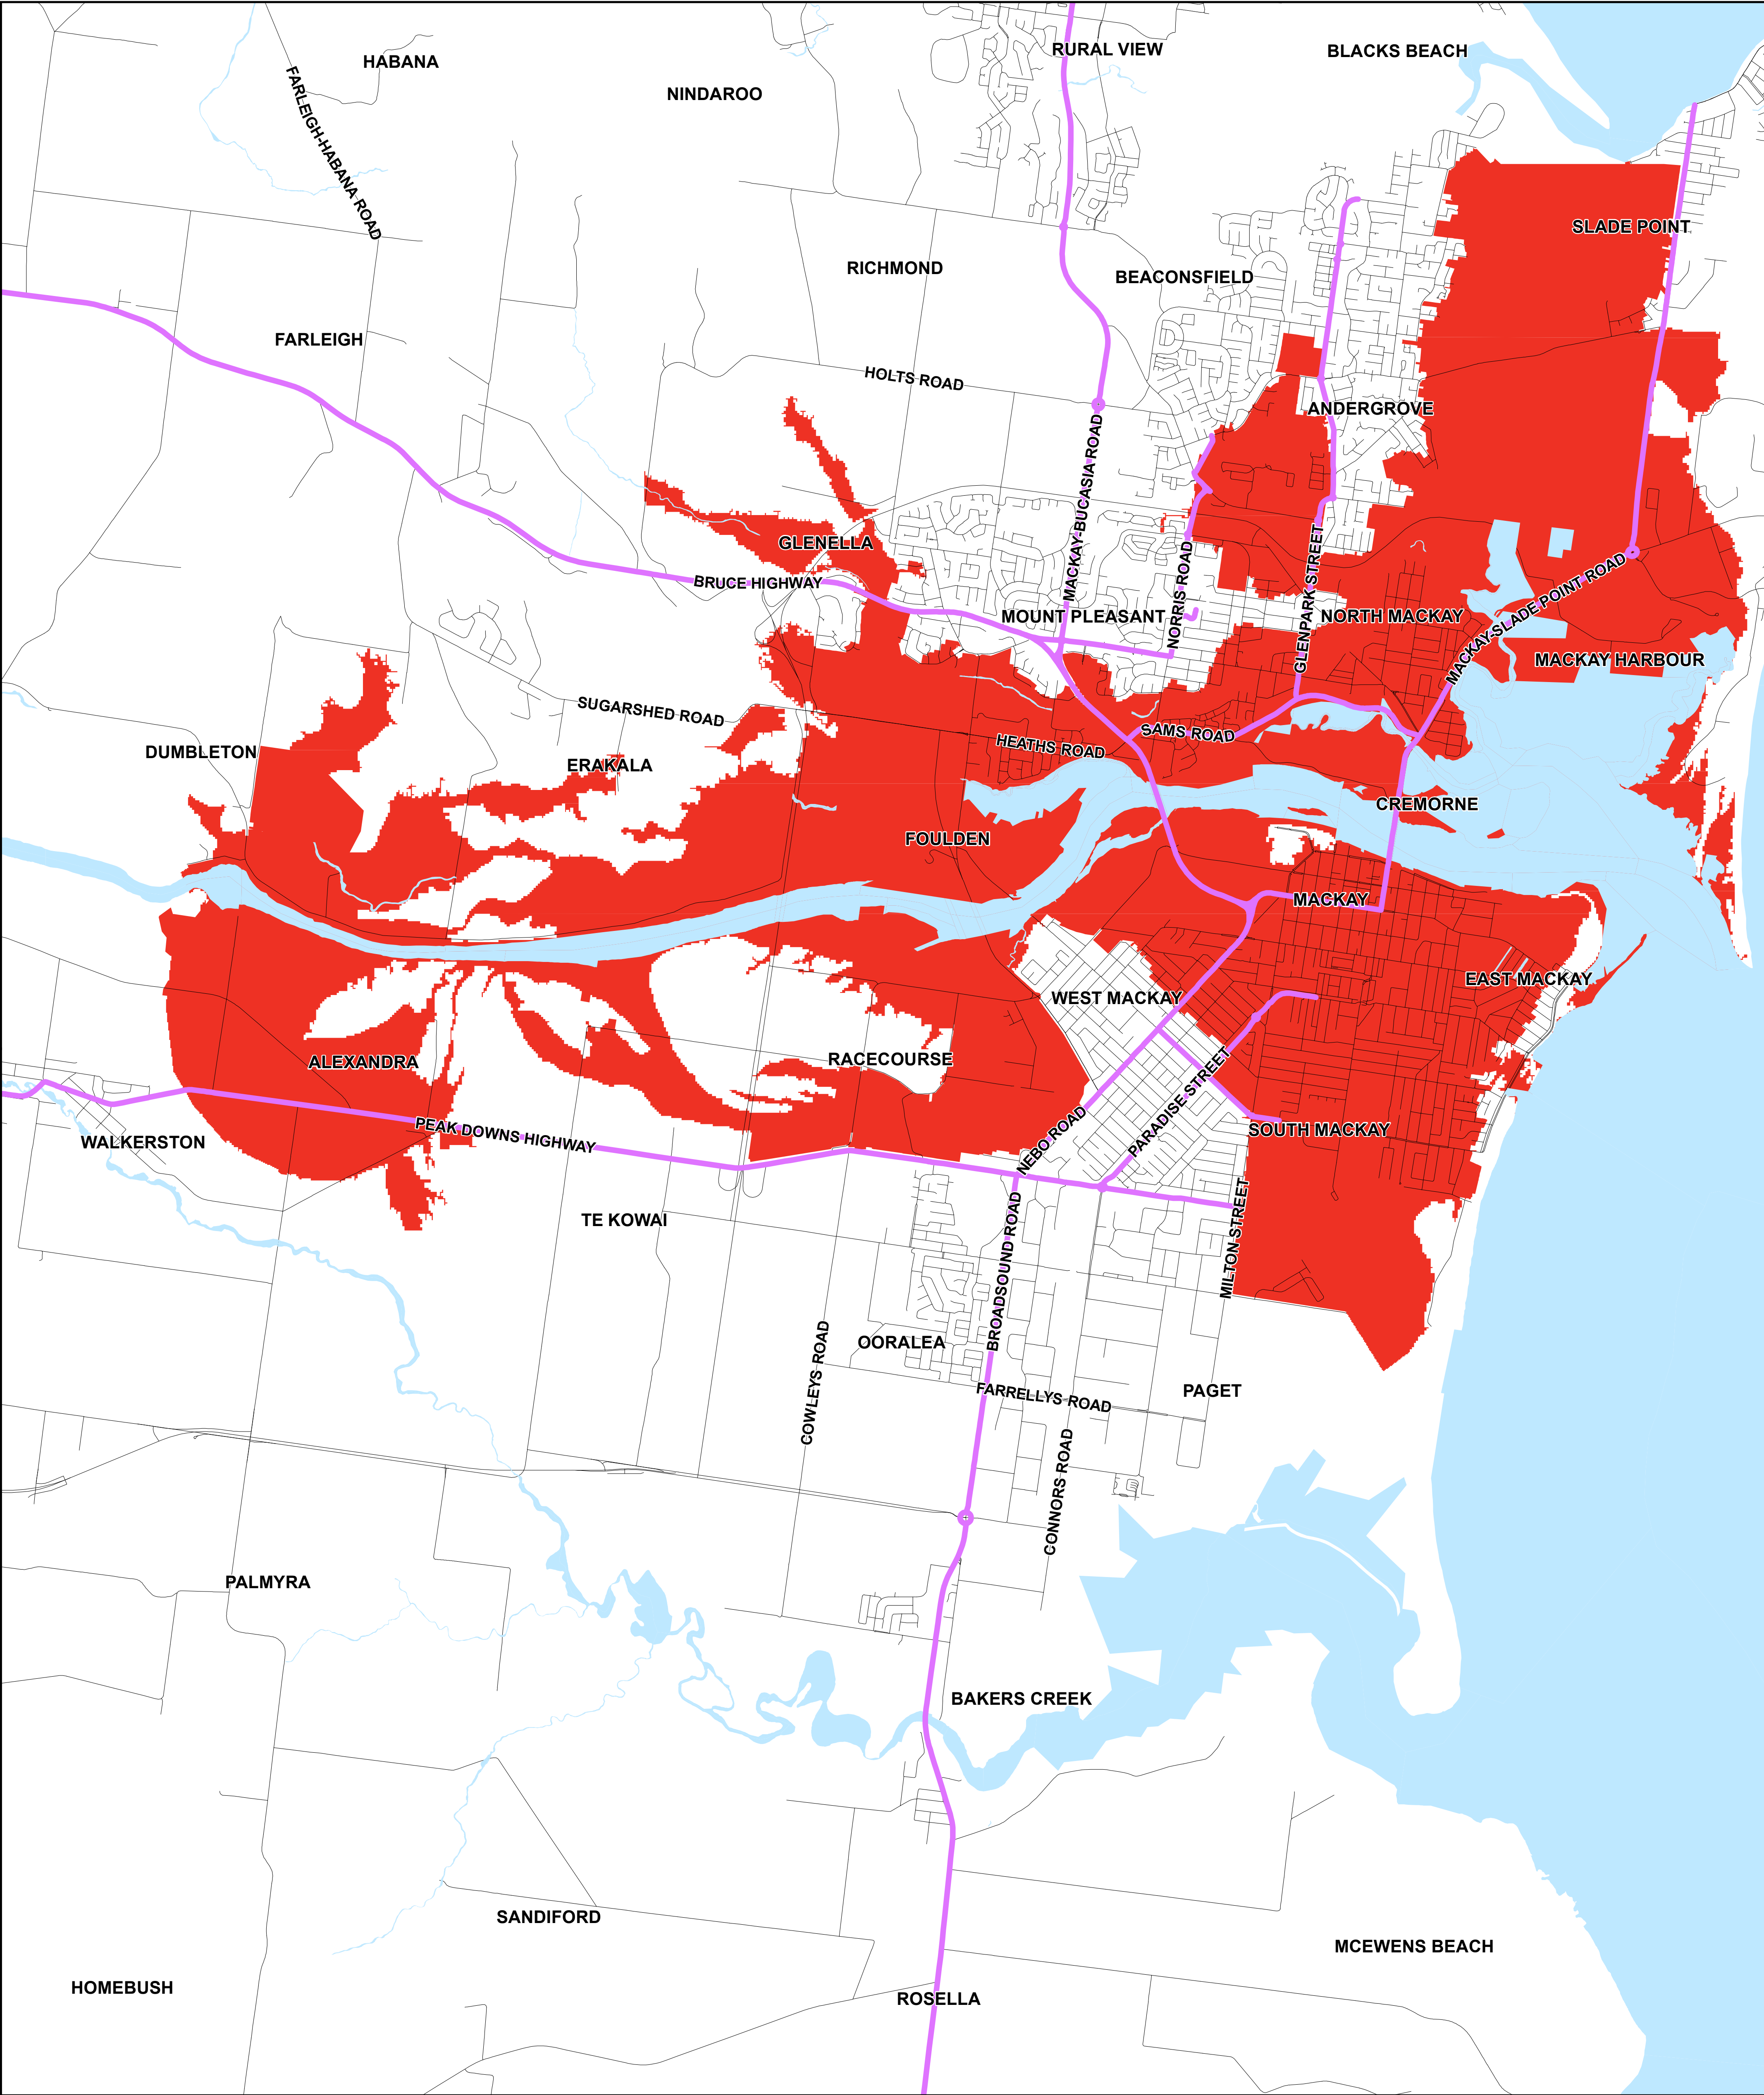 RURAL VIEW
BLACKS BEACH
HABANA
NINDAROO
FARLEIGH-HABANA ROAD
SLADE POINT
RICHMOND
BEACONSFIELD
FARLEIGH
HOLTS ROAD
ANDERGROVE
MACKAY-BUCASIA ROAD
GLENELLA
BRUCE HIGHWAY
NORRIS ROAD
GLENPARK STREET
MOUNT PLEASANT
NORTH MACKAY
MACKAY-SLADE POINT ROAD
MACKAY HARBOUR
SUGARSHED ROAD
DUMBLETON
ERAKALA
HEATHS ROAD
SAMS ROAD
CREMORNE
FOULDEN
MACKAY
EAST MACKAY
WEST MACKAY
ALEXANDRA
RACECOURSE
PARADISE STREET
NEBO ROAD
SOUTH MACKAY
PEAK DOWNS HIGHWAY
WALKERSTON
TE KOWAI
BROADSOUND ROAD
MILTON STREET
OORALEA
COWLEYS ROAD
FARRELLYS ROAD
PAGET
CONNORS ROAD
PALMYRA
BAKERS CREEK
SANDIFORD
MCEWENS BEACH
HOMEBUSH
ROSELLA